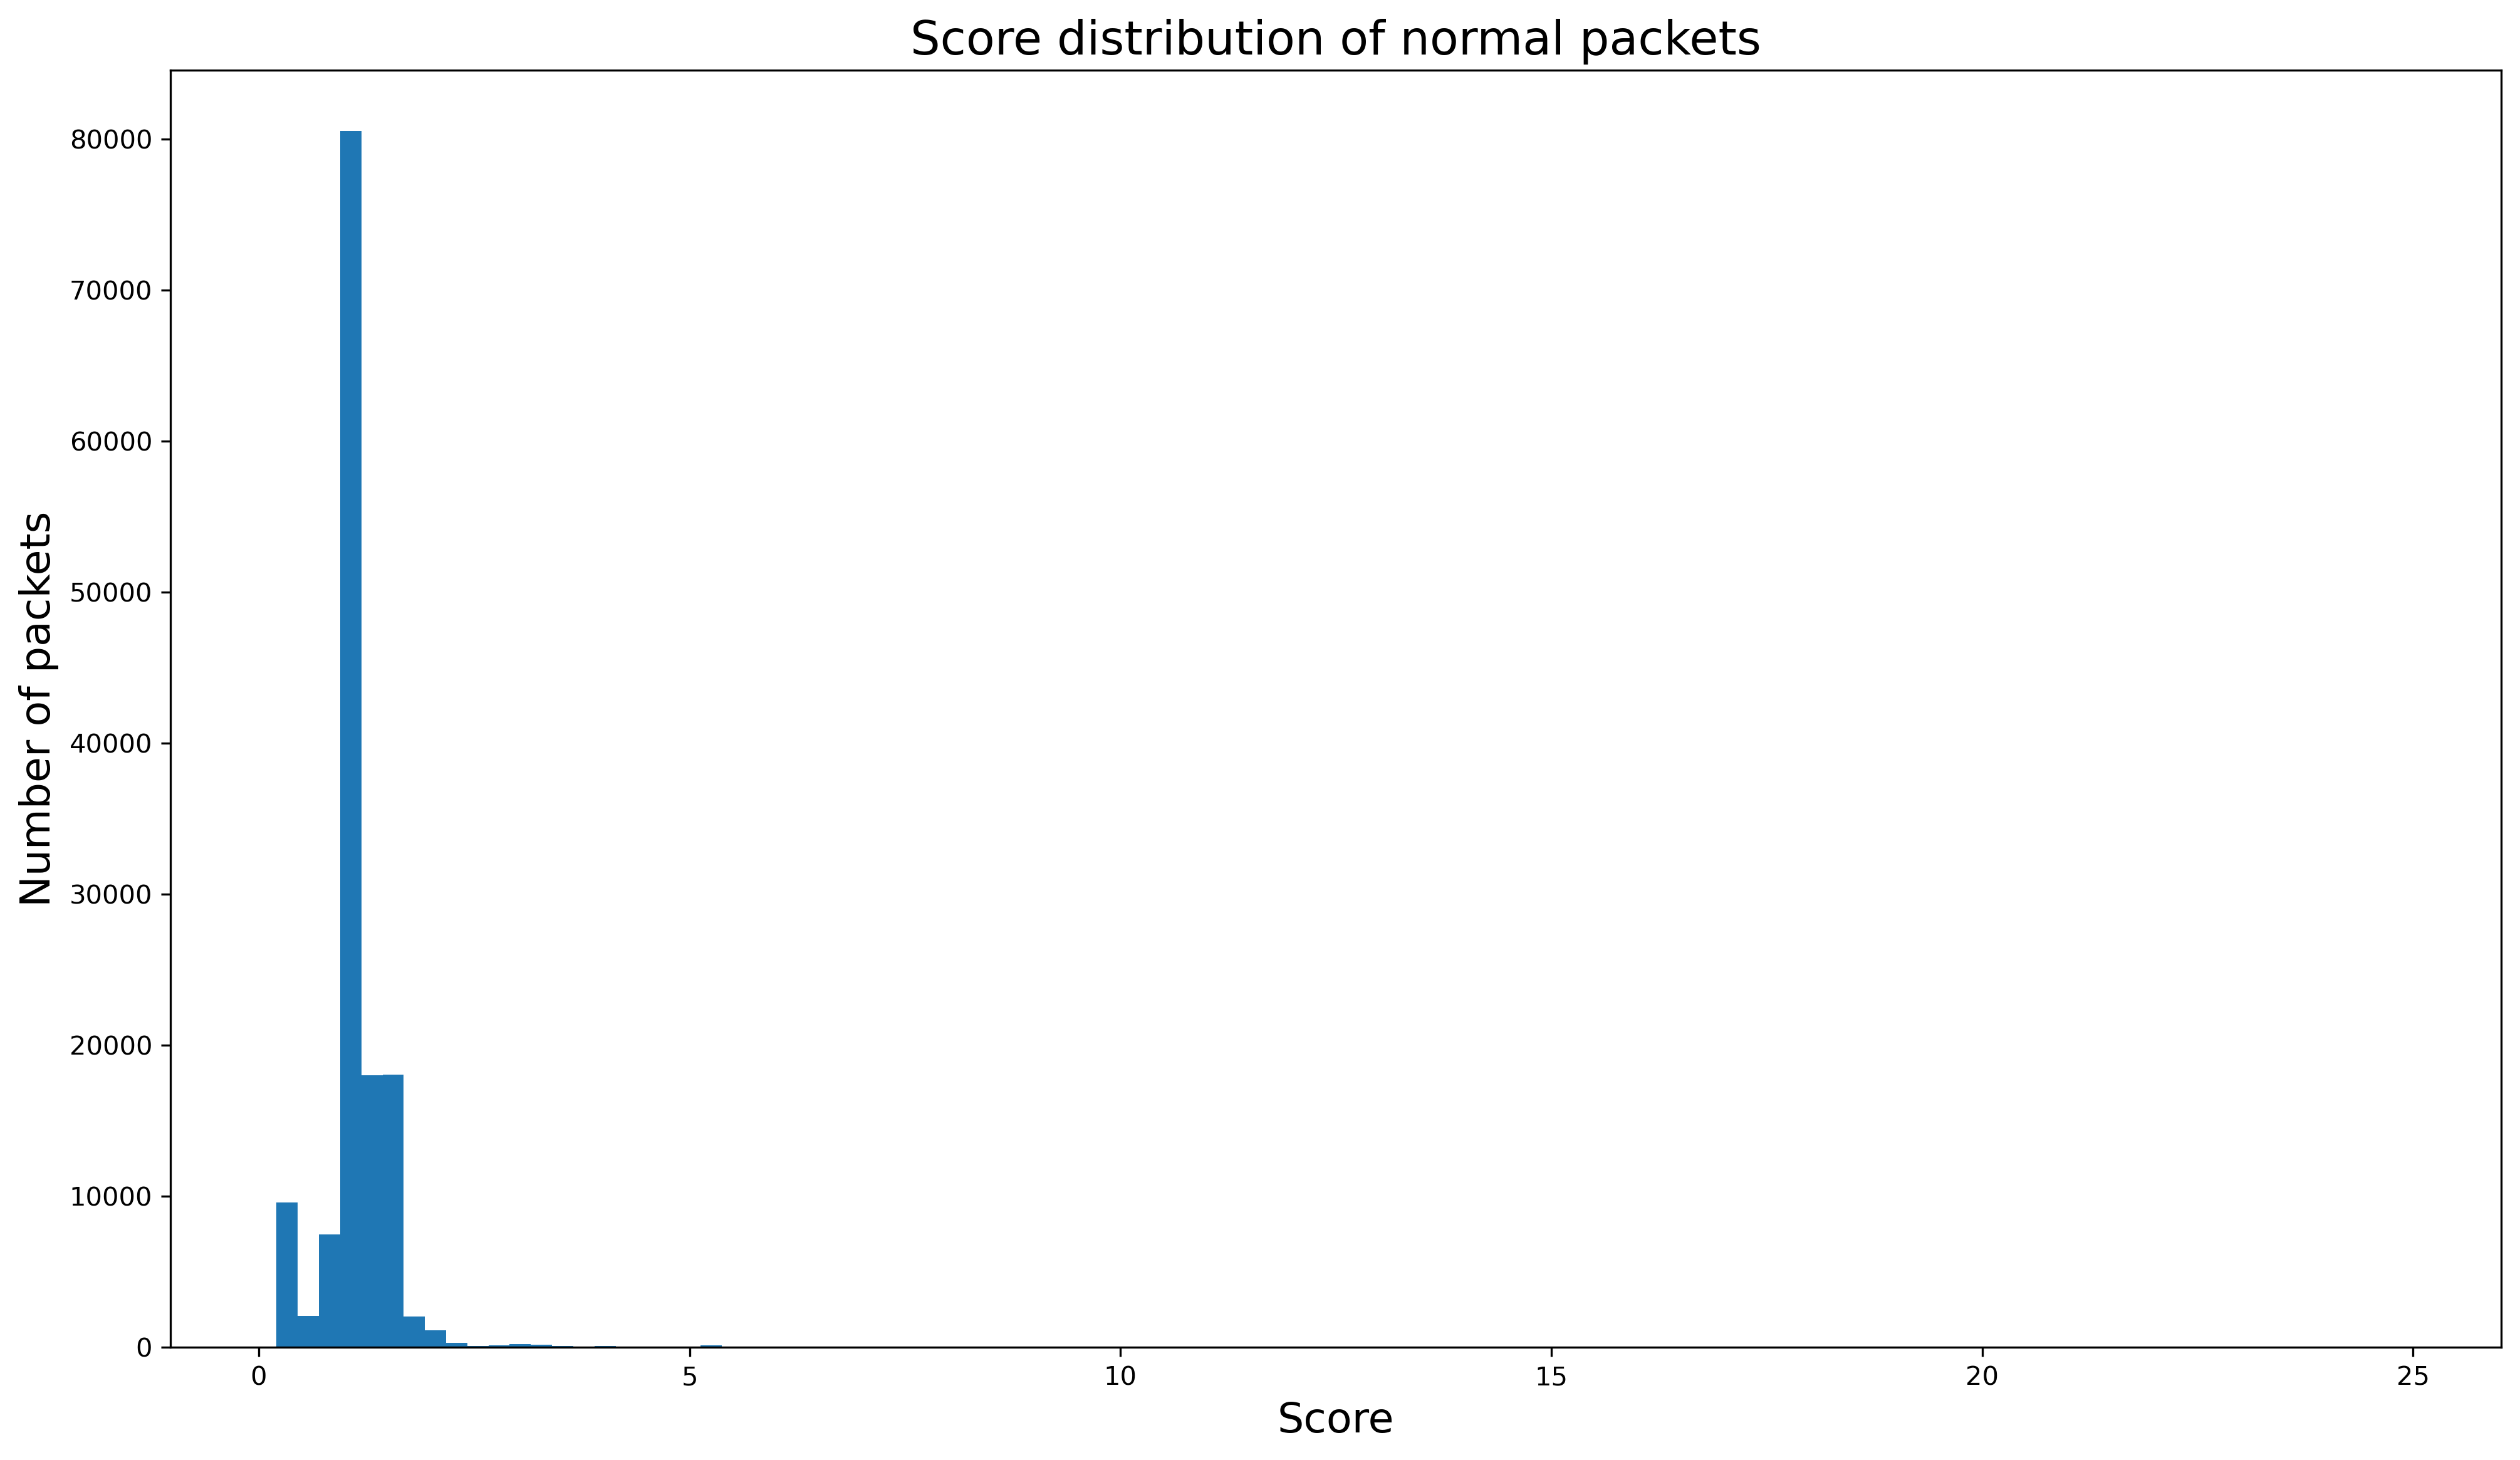 Score distribution of normal packets
Number of packets
80000
70000
60000
50000
40000
30000
20000
10000
0
0 5 10 15 20 25
Score